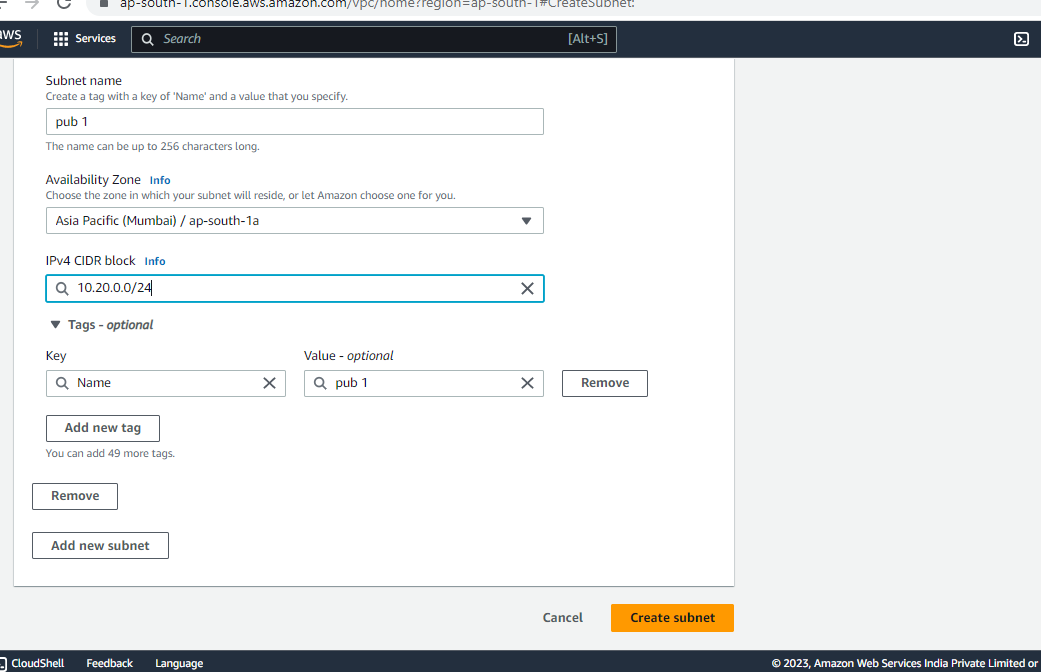 ap-south-1.console.aws.amazon.com/vpc/home?region=ap-south-1#CreateSubnet:
aws Services Search [Alt+S]
Subnet name
Create a tag with a key of 'Name' and a value that you specify.
pub 1
The name can be up to 256 characters long.
Availability Zone Info
Choose the zone in which your subnet will reside, or let Amazon choose one for you.
Asia Pacific (Mumbai) / ap-south-1a
IPv4 CIDR block Info
10.20.0.0/24
Tags - optional
Key Value - optional
Name pub 1 Remove
Add new tag
You can add 49 more tags.
Remove
Add new subnet
Cancel Create subnet
CloudShell Feedback Language © 2023, Amazon Web Services India Private Limited or